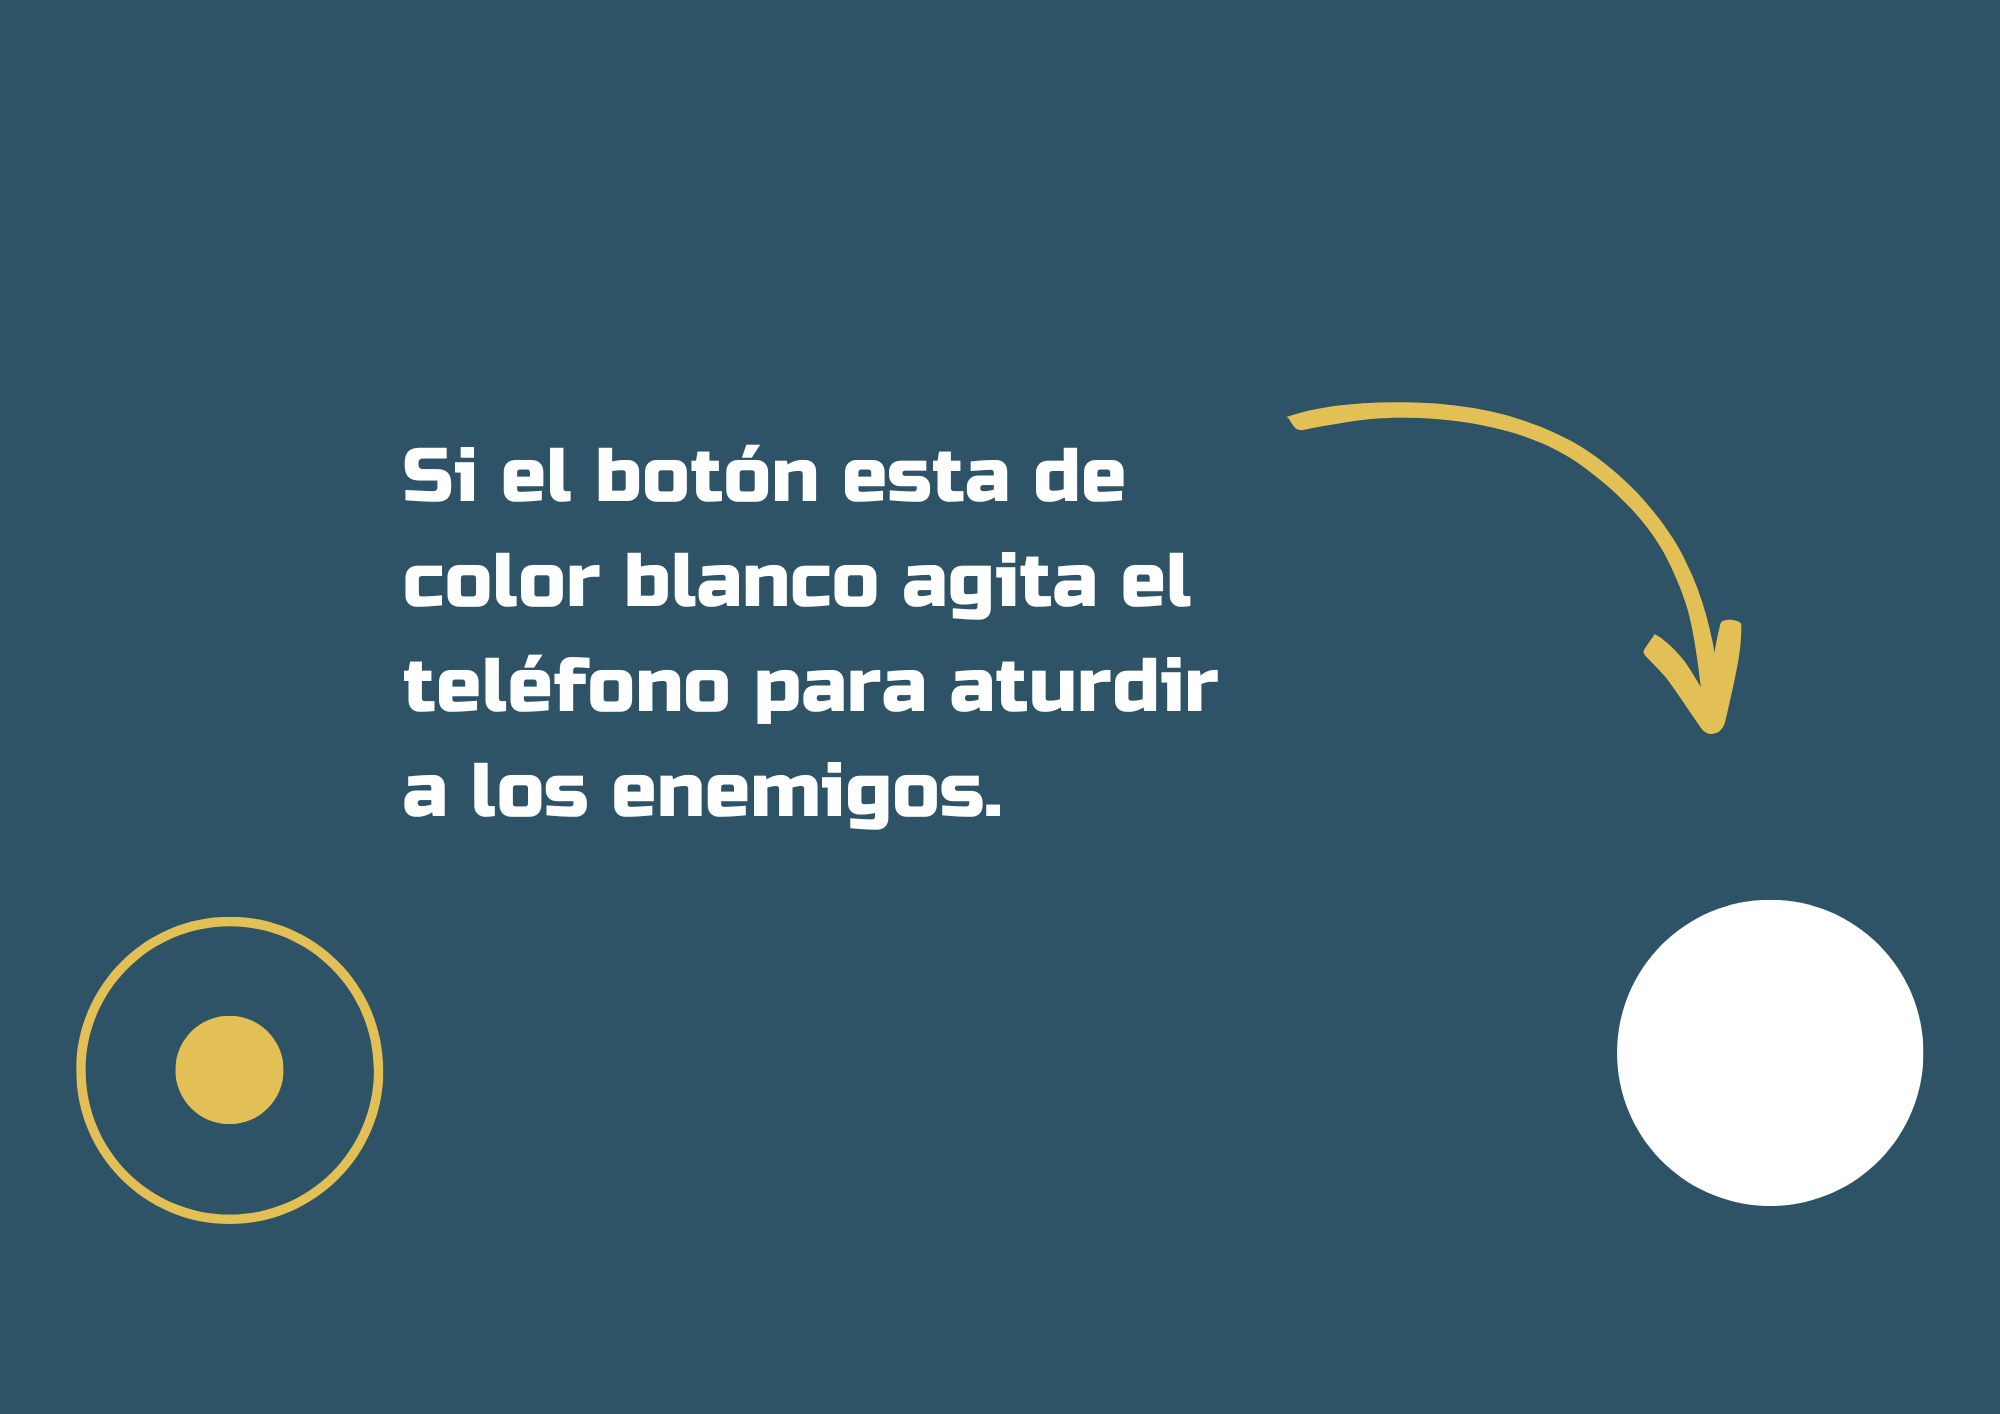 Si el botón esta de
color blanco agita el
teléfono para aturdir
a los enemigos.